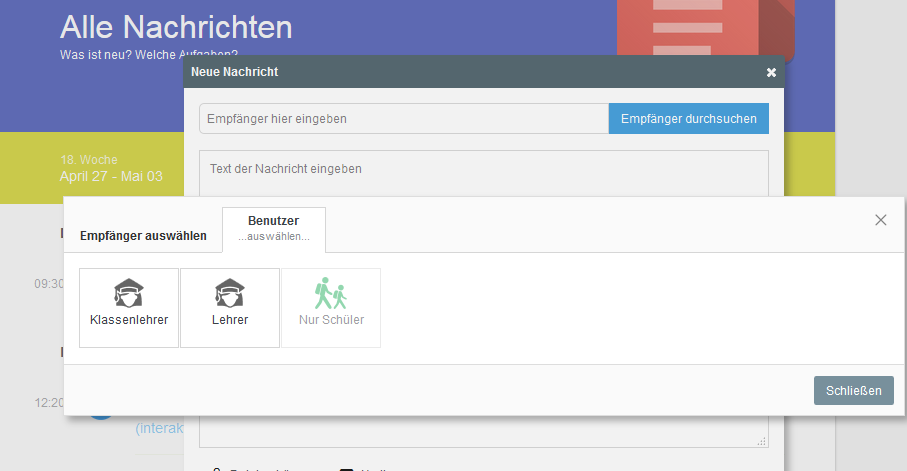 Alle Nachrichten
Was ist neu? Welche Aufgaben?
Neue Nachricht
Empfänger hier eingeben
Empfänger durchsuchen
Text der Nachricht eingeben
18. Woche
April 27 - Mai 03
Empfänger auswählen
Benutzer
...auswählen...
Klassenlehrer
Lehrer
Nur Schüler
Schließen
09:30
12:20
(interak